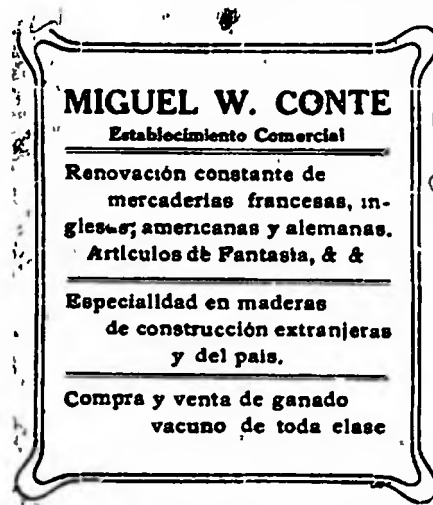 MIGUEL W. CONTE
Establecimiento Comercial
Renovación constante de
mercaderias francesas, in-
glesas, americanas y alemanas.
Articulos de Fantasia, & &
Especialidad en maderas
de construcción extranjeras
y del pais.
Compra y venta de ganado
vacuno de toda clase